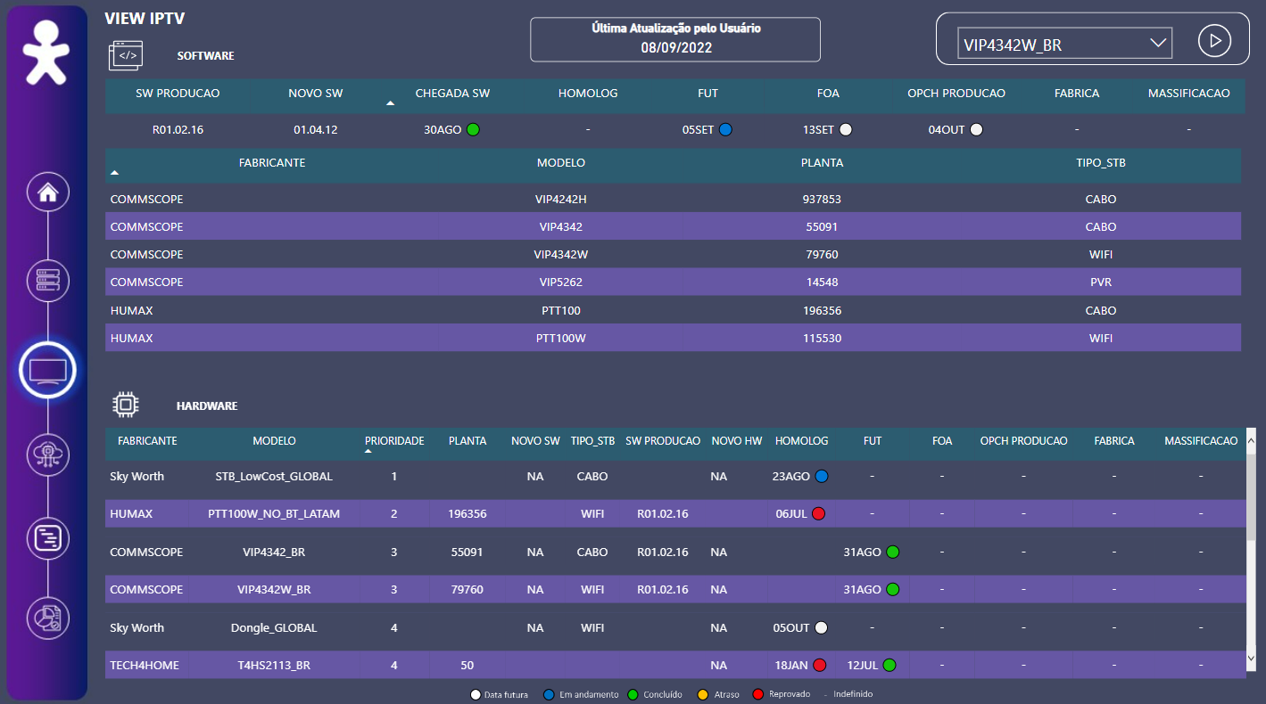 VIEW IPTV
Última Atualização pelo Usuário
08/09/2022
VIP4342W_BR
</>
SOFTWARE
SW PRODUCAO NOVO SW CHEGADA SW HOMOLOG FUT FOA OPCH PRODUCAO FABRICA MASSIFICACAO
R01.02.16 01.04.12 30AGO - 05SET 13SET 04OUT - -
FABRICANTE MODELO PLANTA TIPO_STB
COMMSCOPE VIP4242H 937853 CABO
COMMSCOPE VIP4342 55091 CABO
COMMSCOPE VIP4342W 79760 WIFI
COMMSCOPE VIP5262 14548 PVR
HUMAX PTT100 196356 CABO
HUMAX PTT100W 115530 WIFI
HARDWARE
FABRICANTE MODELO PRIORIDADE PLANTA NOVO SW TIPO_STB SW PRODUCAO NOVO HW HOMOLOG FUT FOA OPCH PRODUCAO FABRICA MASSIFICACAO
Sky Worth STB_LowCost_GLOBAL 1 NA CABO NA 23AGO - - - - -
HUMAX PTT100W_NO_BT_LATAM 2 196356 WIFI R01.02.16 06JUL - - - - -
COMMSCOPE VIP4342_BR 3 55091 NA CABO R01.02.16 NA 31AGO - - - -
COMMSCOPE VIP4342W_BR 3 79760 NA WIFI R01.02.16 NA 31AGO - - - -
Sky Worth Dongle_GLOBAL 4 NA WIFI NA 05OUT - - - - -
TECH4HOME T4HS2113_BR 4 50 NA 18JAN 12JUL - - - -
Data futura Em andamento Concluído Atraso Reprovado - Indefinido